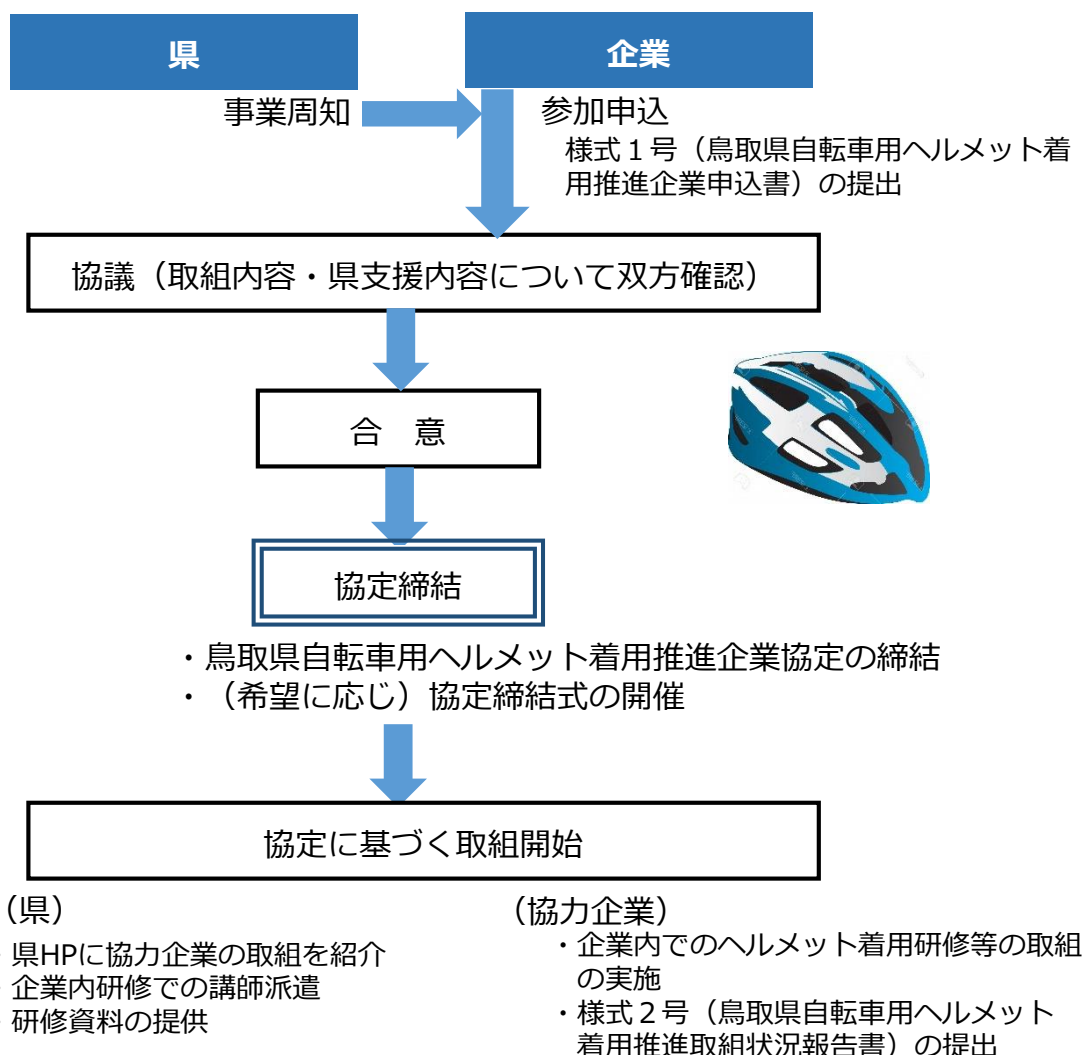 県
企業
事業周知
参加申込
様式１号（鳥取県自転車用ヘルメット着
用推進企業申込書）の提出
協議（取組内容・県支援内容について双方確認）
合　意
協定締結
・鳥取県自転車用ヘルメット着用推進企業協定の締結
・（希望に応じ）協定締結式の開催
協定に基づく取組開始
（県）
・県HPに協力企業の取組を紹介
・企業内研修での講師派遣
・研修資料の提供
（協力企業）
・企業内でのヘルメット着用研修等の取組
の実施
・様式２号（鳥取県自転車用ヘルメット
着用推進取組状況報告書）の提出